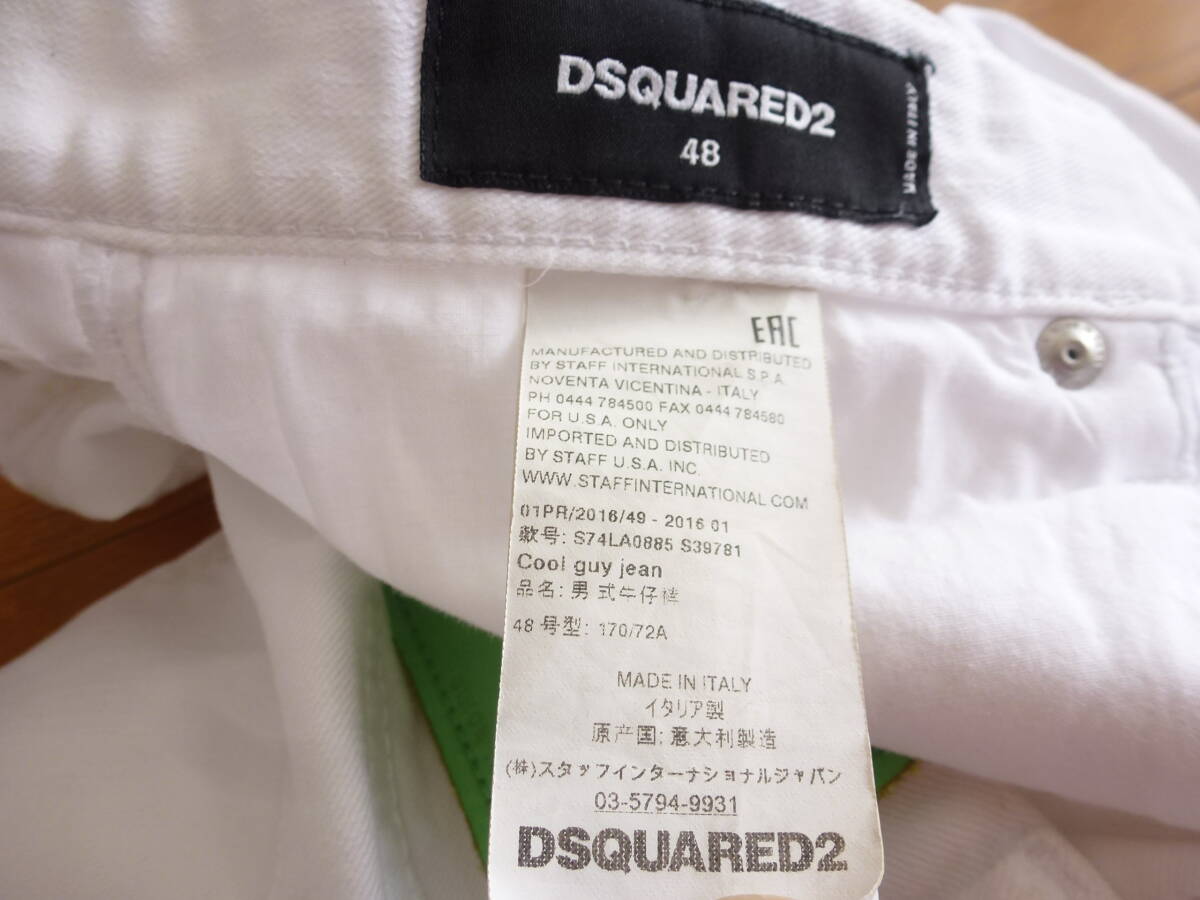 DSQUARED2
48
MADE IN ITALY
EAC
MANUFACTURED AND DISTRIBUTED
BY STAFF INTERNATIONAL S.P.A.
NOVENTA VICENTINA - ITALY
PH 0444 784500 FAX 0444 784580
FOR U.S.A. ONLY
IMPORTED AND DISTRIBUTED
BY STAFF U.S.A. INC.
WWW.STAFFINTERNATIONAL.COM
01PR/2016/49 - 2016 01
款号: S74LA0885 S39781
Cool guy jean
品名: 男式牛仔裤
48 号型: 170/72A
MADE IN ITALY
イタリア製
原产国: 意大利製造
(株)スタッフインターナショナルジャパン
03-5794-9931
DSQUARED2